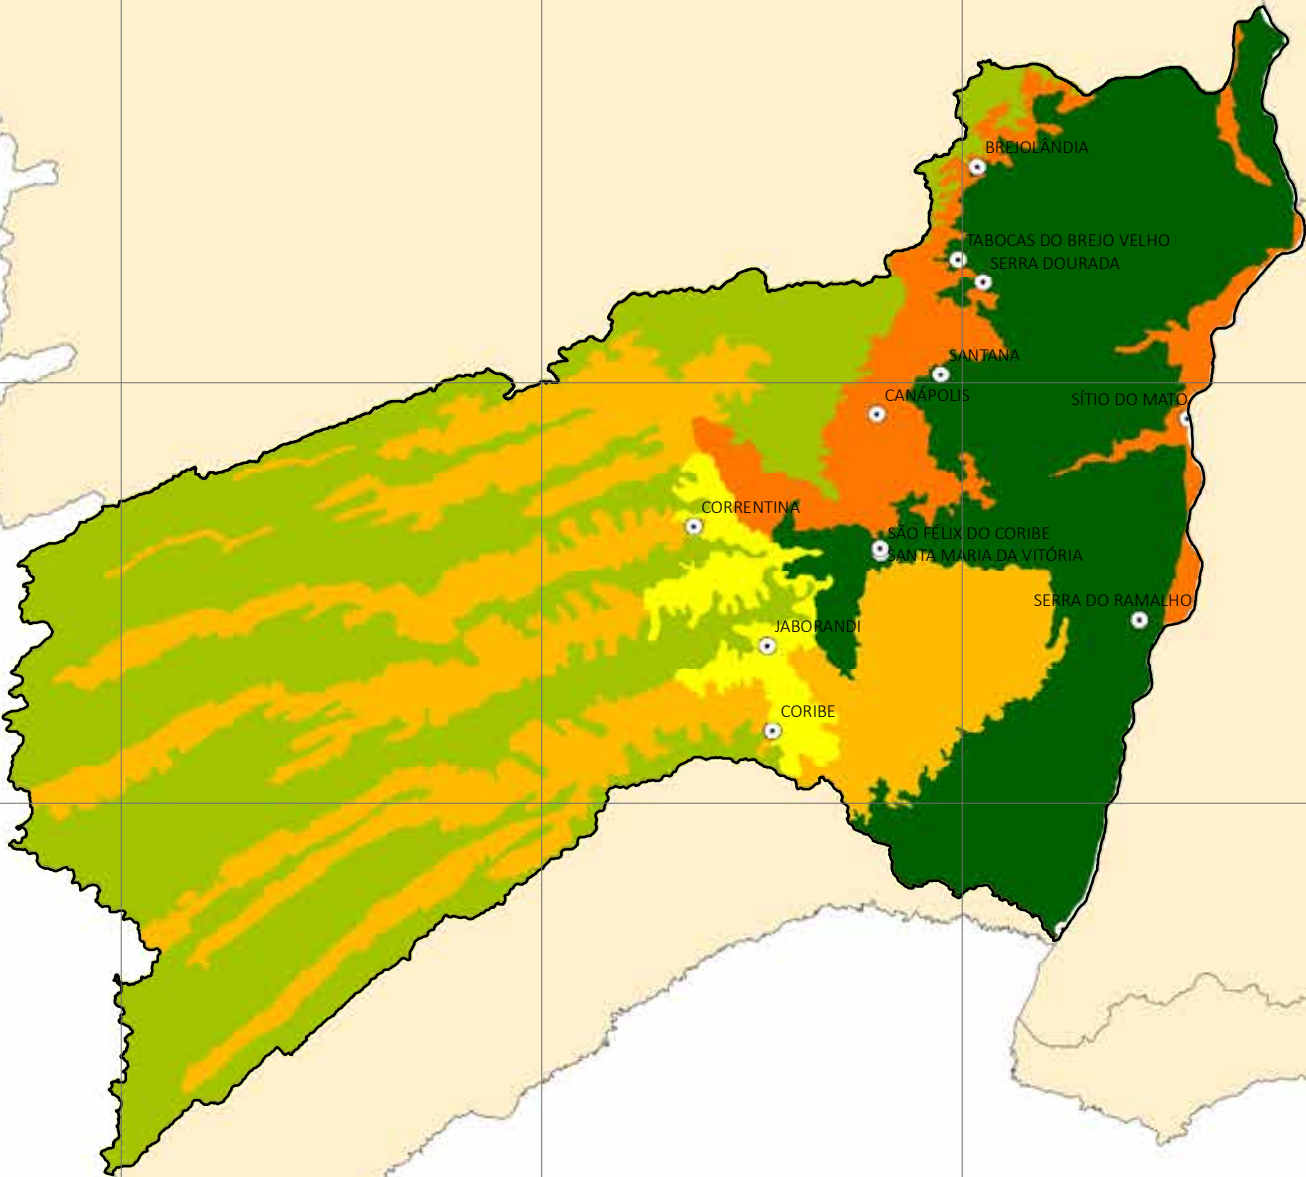 BREJOLÂNDIA
TABOCAS DO BREJO VELHO
SERRA DOURADA
SANTANA
CANÁPOLIS
SÍTIO DO MATO
CORRENTINA
SÃO FÉLIX DO CORIBE
SANTA MARIA DA VITÓRIA
SERRA DO RAMALHO
JABORANDI
CORIBE